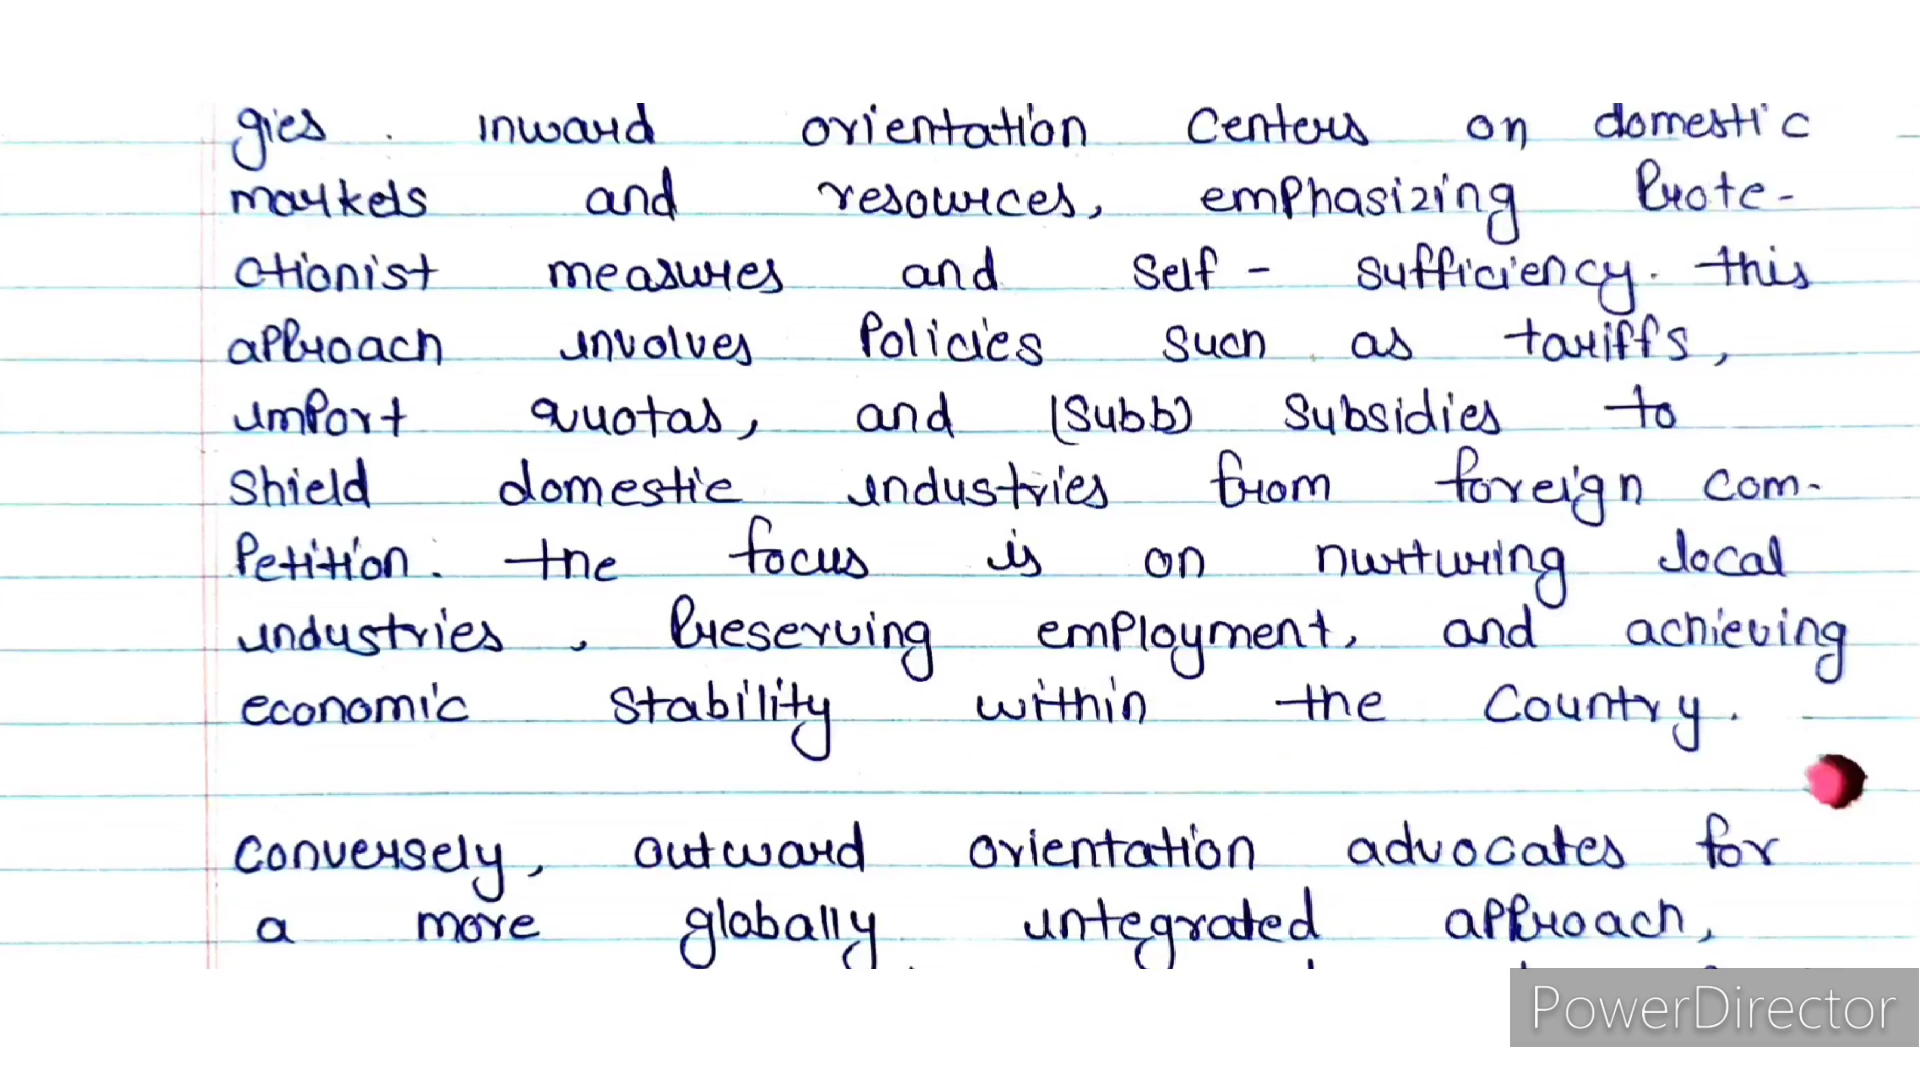 gies. inward orientation centers on domestic
markets and resources, emphasizing prote-
ctionist measures and self - sufficiency. this
approach involves policies such as tariffs,
import quotas, and (subb) subsidies to
shield domestic industries from foreign com-
petition. the focus is on nurturing local
industries, preserving employment, and achieving
economic stability within the country.
conversely, outward orientation advocates for
a more globally integrated approach,
PowerDirector